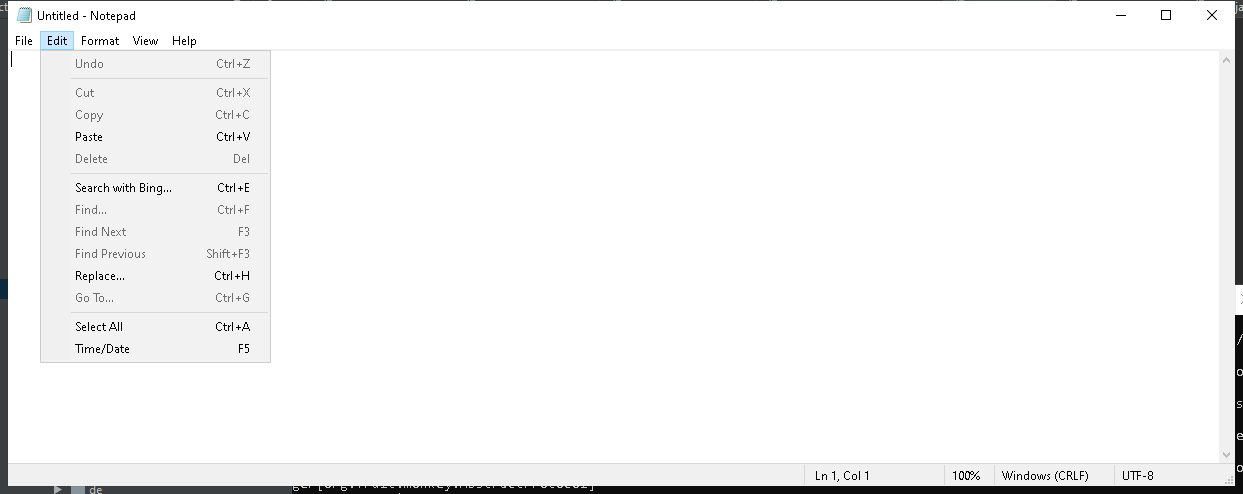 Untitled - Notepad
File Edit Format View Help
Undo Ctrl+Z
Cut Ctrl+X
Copy Ctrl+C
Paste Ctrl+V
Delete Del
Search with Bing... Ctrl+E
Find... Ctrl+F
Find Next F3
Find Previous Shift+F3
Replace... Ctrl+H
Go To... Ctrl+G
Select All Ctrl+A
Time/Date F5
Ln 1, Col 1 100% Windows (CRLF) UTF-8
de